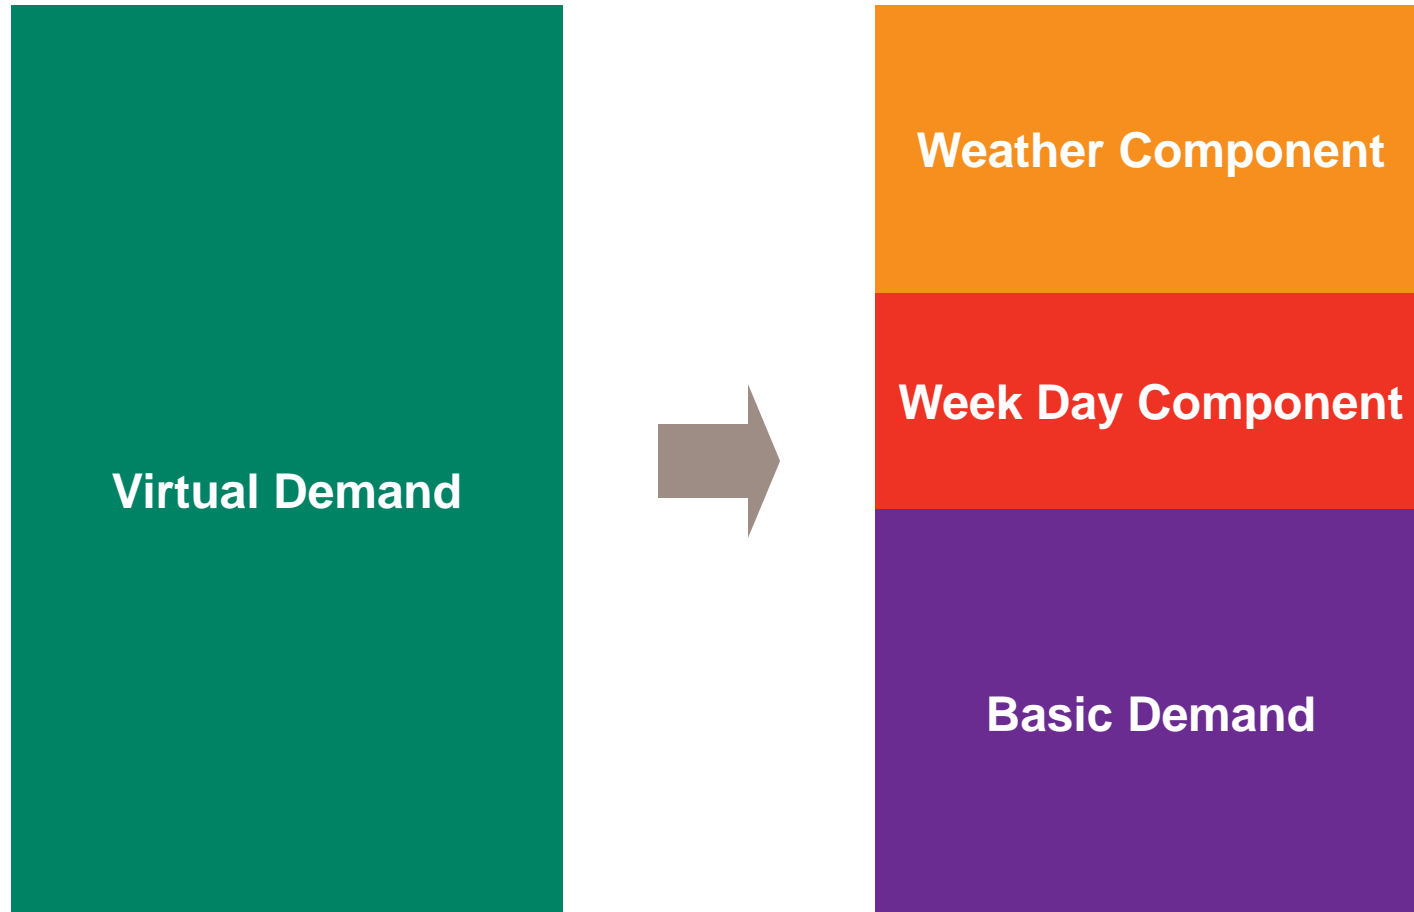 Virtual Demand
Weather Component
Week Day Component
Basic Demand